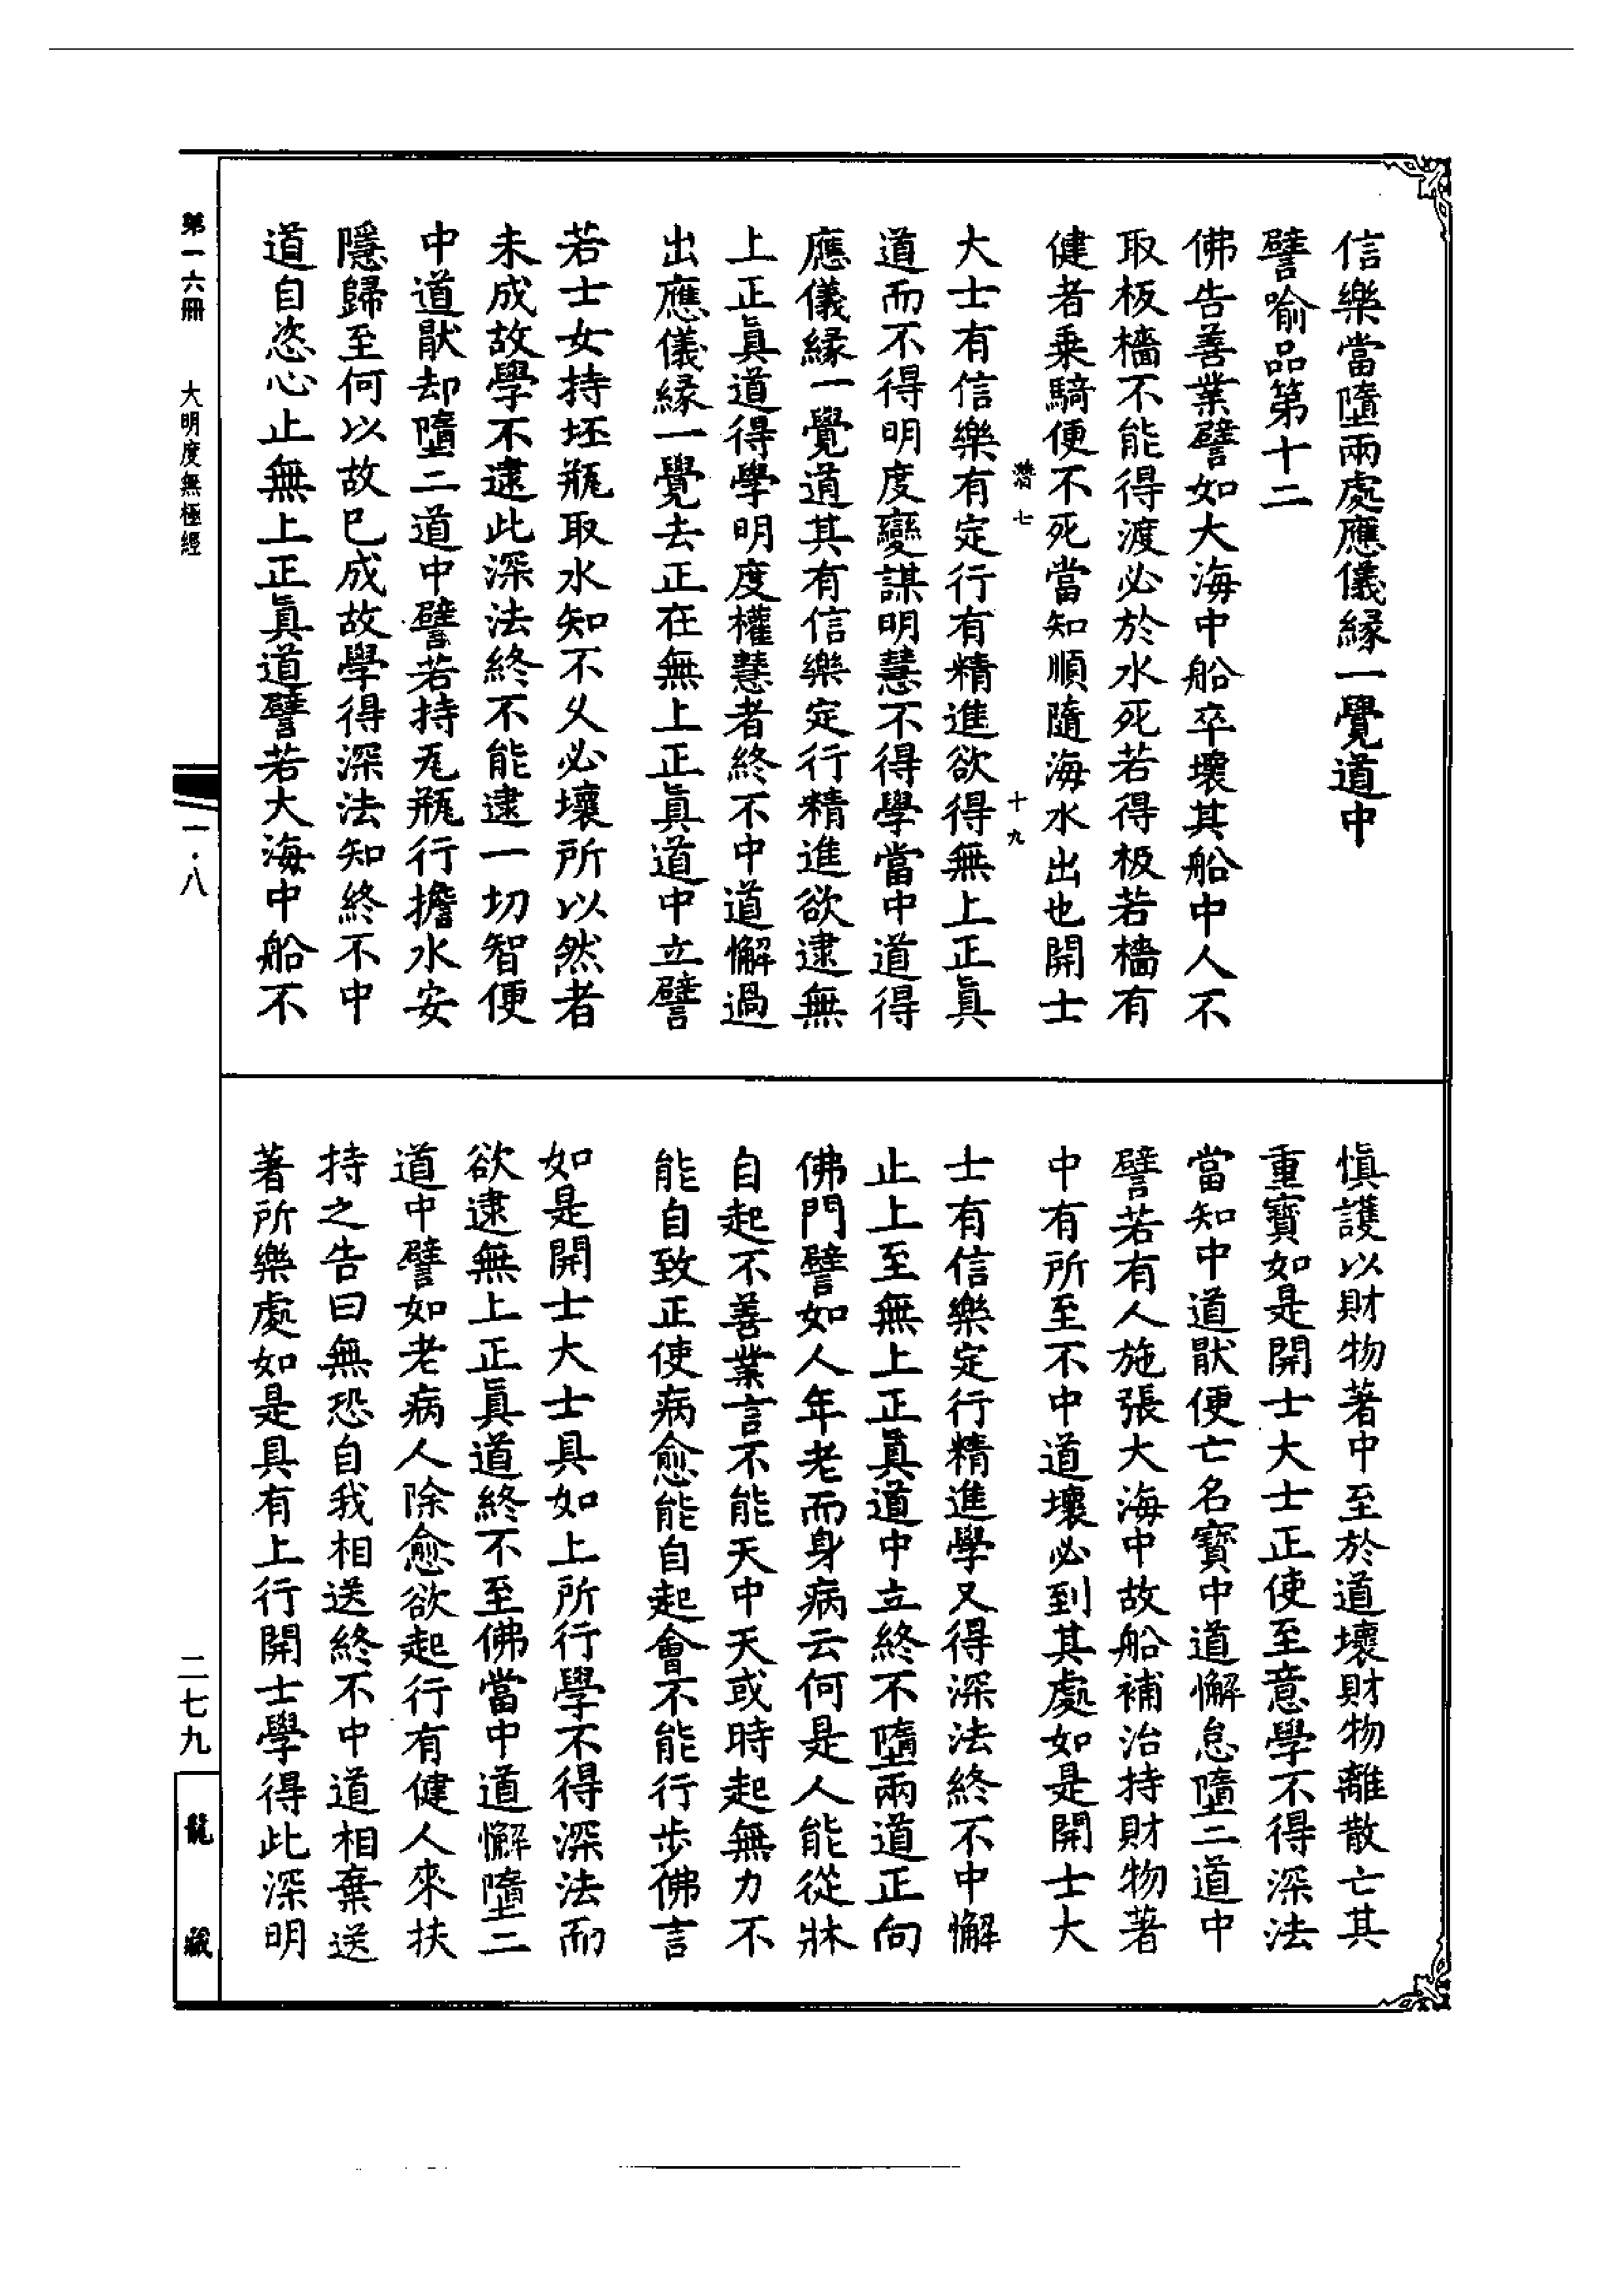 信樂當墮兩處應儀緣一覺道中
譬喻品第十二
佛告善業譬如大海中船卒壞其船中人不
取板檣不能得渡必於水死若得板若檣有
健者乘騎便不死當知順隨海水出也開士
潛七 十九
大士有信樂有定行有精進欲得無上正眞
道而不得明度變謀明慧不得學當中道得
應儀緣一覺道其有信樂定行精進欲逮無
上正眞道得學明度權慧者終不中道懈過
出應儀緣一覺去正在無上正眞道中立譬
若士女持坯瓶取水知不久必壞所以然者
未成故學不逮此深法終不能逮一切智便
中道猒却墮二道中譬若持瓦瓶行擔水安
隱歸至何以故已成故學得深法知終不中
道自恣心止無上正眞道譬若大海中船不
愼護以財物著中至於道壞財物離散亡其
重寶如是開士大士正使至意學不得深法
當知中道猒便亡名寶中道懈怠墮二道中
譬若有人施張大海中故船補治持財物著
中有所至不中道壞必到其處如是開士大
士有信樂定行精進學又得深法終不中懈
止上至無上正眞道中立終不墮兩道正向
佛門譬如人年老而身病云何是人能從牀
自起不善業言不能天中天或時起無力不
能自致正使病愈能自起會不能行步佛言
如是開士大士具如上所行學不得深法而
欲逮無上正眞道終不至佛當中道懈墮二
道中譬如老病人除愈欲起行有健人來扶
持之告曰無恐自我相送終不中道相棄送
著所樂處如是具有上行開士學得此深明
第一六冊 大明度無極經 一·八 二七九 龍藏